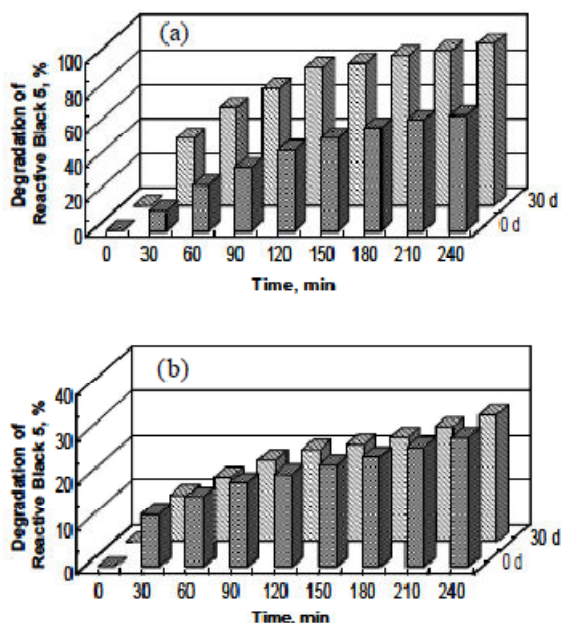 (a)
100
80
60
40
20
0
Degradation of
Reactive Black 5, %
0 30 60 90 120 150 180 210 240
Time, min
0 d
30 d
(b)
40
30
20
10
0
Degradation of
Reactive Black 5, %
0 30 60 90 120 150 180 210 240
Time, min
0 d
30 d